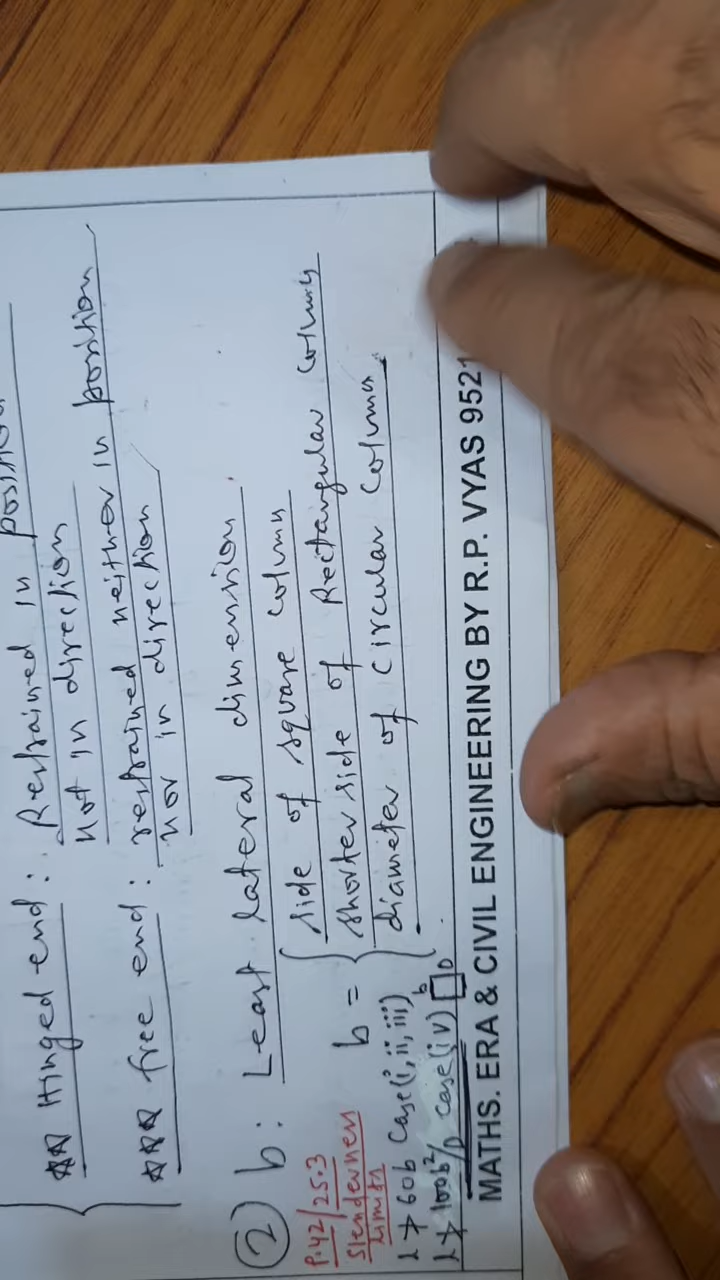 Hinged end : Restrained in position
Not in direction
free end : restrained neither in position
nor in direction
② b : Least lateral dimension.
b = { side of square column
shorter side of Rectangular column
diameter of circular column.
P.42/25.3
Slenderness
Limits
l ≯ 60b Case (i, ii, iii)
l ≯ 100b²/D case (iv) b D
MATHS. ERA & CIVIL ENGINEERING BY R.P. VYAS 952